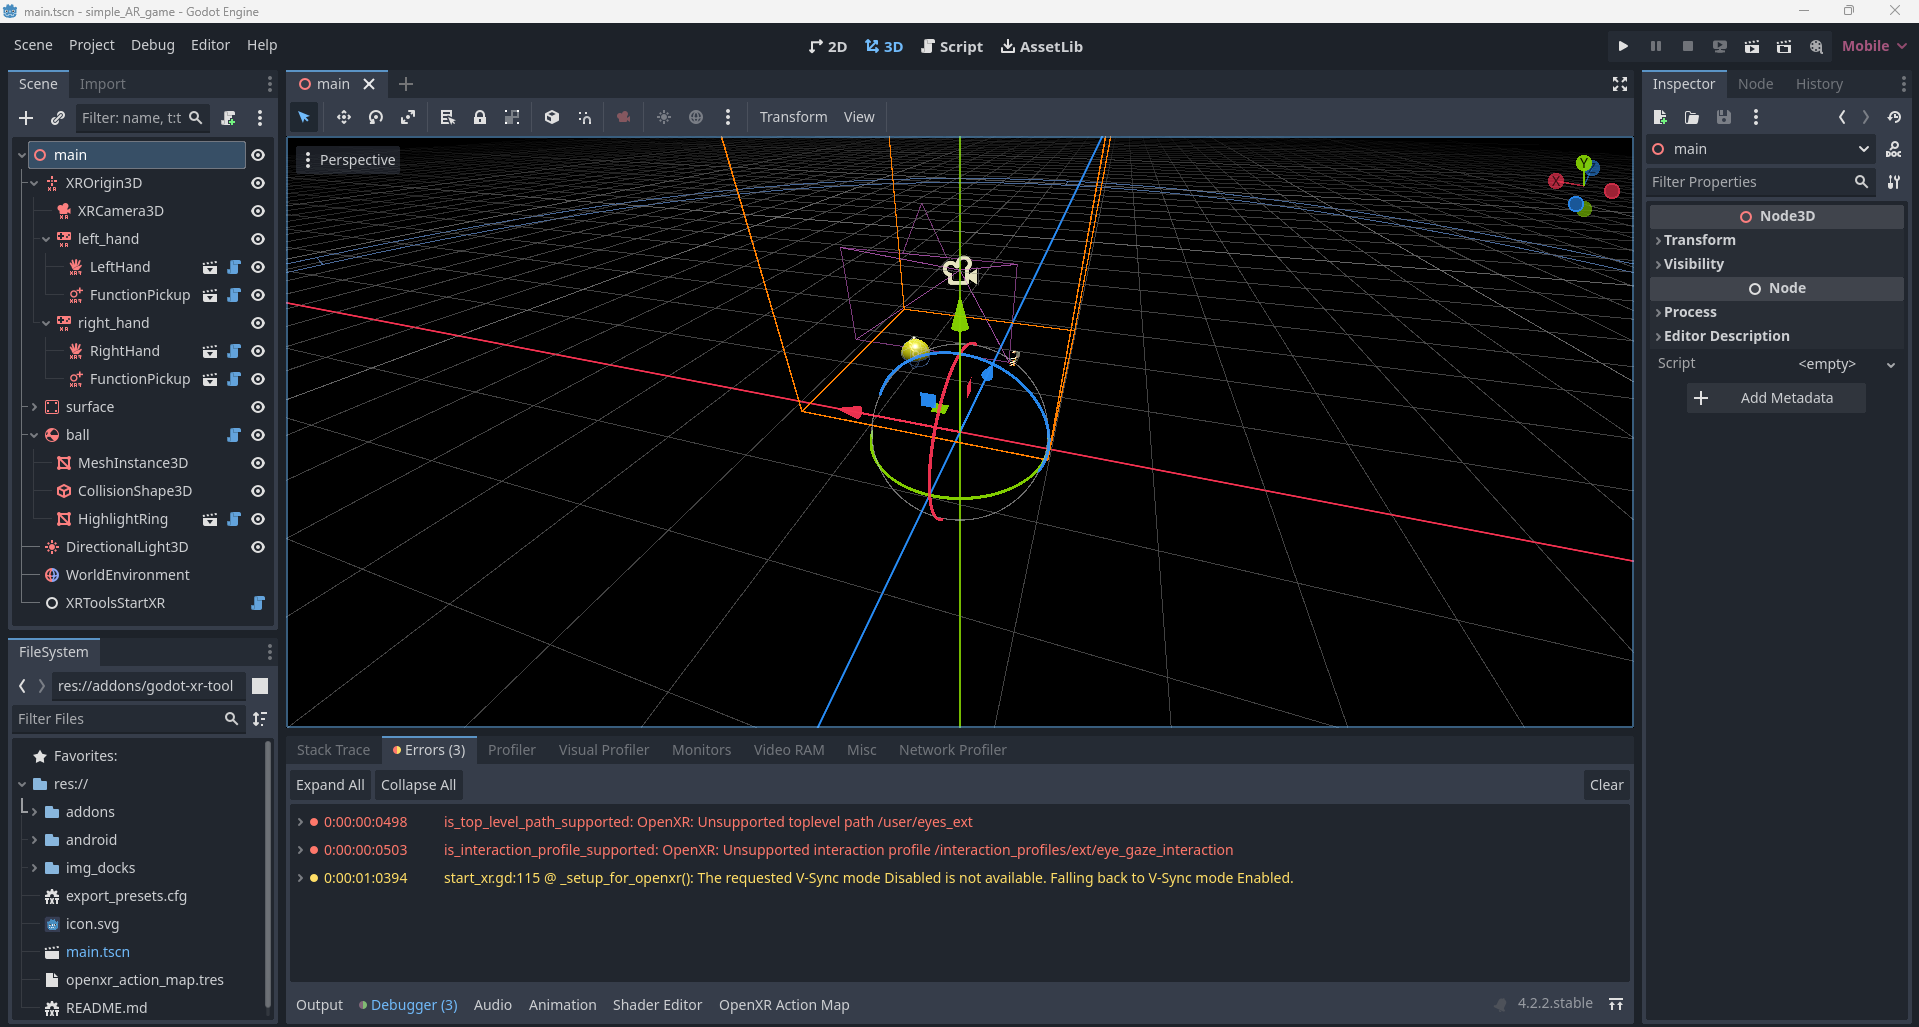 main.tscn - simple_AR_game - Godot Engine
Scene Project Debug Editor Help
2D 3D Script AssetLib
Mobile
Scene Import
Filter: name, t:t
main
XROrigin3D
XRCamera3D
left_hand
LeftHand
FunctionPickup
right_hand
RightHand
FunctionPickup
surface
ball
MeshInstance3D
CollisionShape3D
HighlightRing
DirectionalLight3D
WorldEnvironment
XRToolsStartXR
FileSystem
res://addons/godot-xr-tool
Filter Files
Favorites:
res://
addons
android
img_docks
export_presets.cfg
icon.svg
main.tscn
openxr_action_map.tres
README.md
main
Transform View
Perspective
Y
X
Stack Trace Errors (3) Profiler Visual Profiler Monitors Video RAM Misc Network Profiler
Expand All Collapse All Clear
0:00:00:0498 is_top_level_path_supported: OpenXR: Unsupported toplevel path /user/eyes_ext
0:00:00:0503 is_interaction_profile_supported: OpenXR: Unsupported interaction profile /interaction_profiles/ext/eye_gaze_interaction
0:00:01:0394 start_xr.gd:115 @ _setup_for_openxr(): The requested V-Sync mode Disabled is not available. Falling back to V-Sync mode Enabled.
Output Debugger (3) Audio Animation Shader Editor OpenXR Action Map 4.2.2.stable
Inspector Node History
main
Filter Properties
Node3D
Transform
Visibility
Node
Process
Editor Description
Script <empty>
Add Metadata